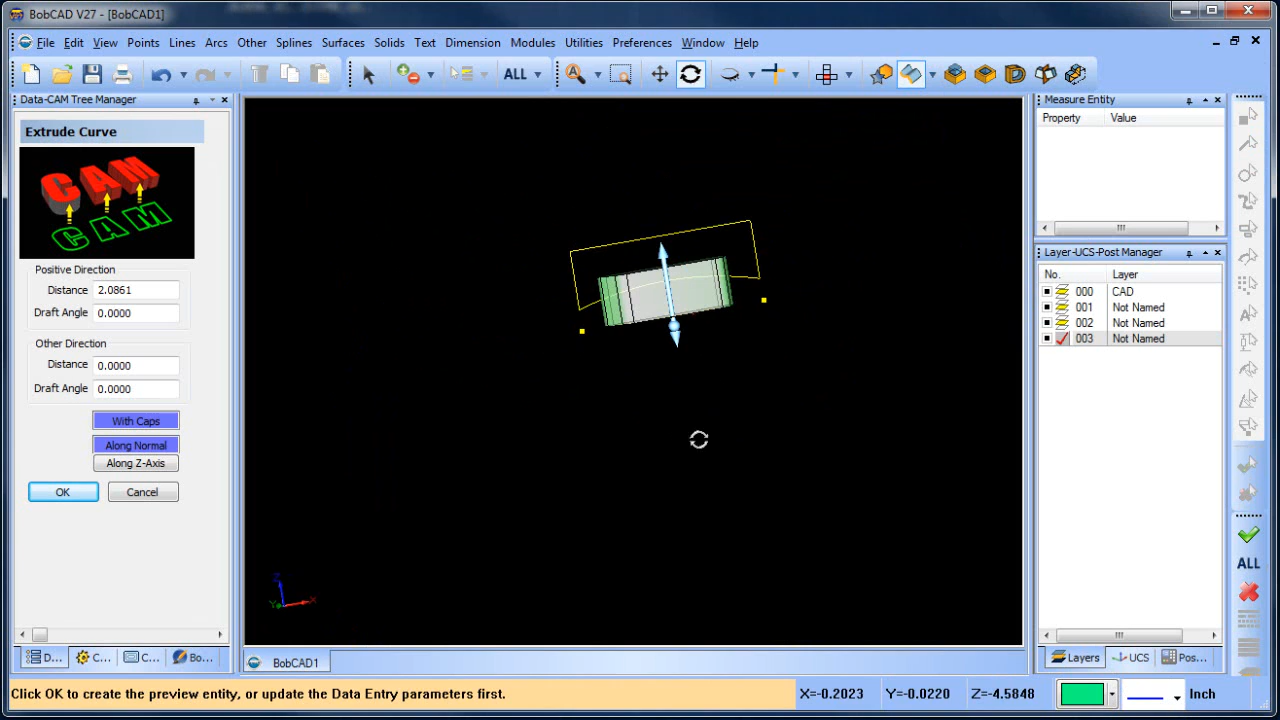 BobCAD V27 - [BobCAD1]
File Edit View Points Lines Arcs Other Splines Surfaces Solids Text Dimension Modules Utilities Preferences Window Help
ALL
Data-CAM Tree Manager
Extrude Curve
CAM
CAM
Positive Direction
Distance 2.0861
Draft Angle 0.0000
Other Direction
Distance 0.0000
Draft Angle 0.0000
With Caps
Along Normal
Along Z-Axis
OK Cancel
D... C... C... Bo...
Z
Y X
BobCAD1
Measure Entity
Property Value
Layer-UCS-Post Manager
No. Layer
000 CAD
001 Not Named
002 Not Named
003 Not Named
Layers UCS Pos...
ALL
Click OK to create the preview entity, or update the Data Entry parameters first.
X=-0.2023 Y=-0.0220 Z=-4.5848 Inch